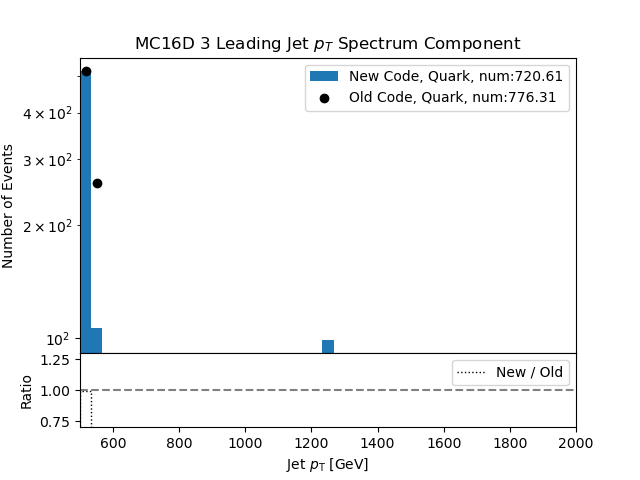 MC16D 3 Leading Jet $p_T$ Spectrum Component
New Code, Quark, num:720.61
Old Code, Quark, num:776.31
Number of Events
4 × 10²
3 × 10²
2 × 10²
10²
New / Old
Ratio
1.25
1.00
0.75
600 800 1000 1200 1400 1600 1800 2000
Jet $p_T$ [GeV]